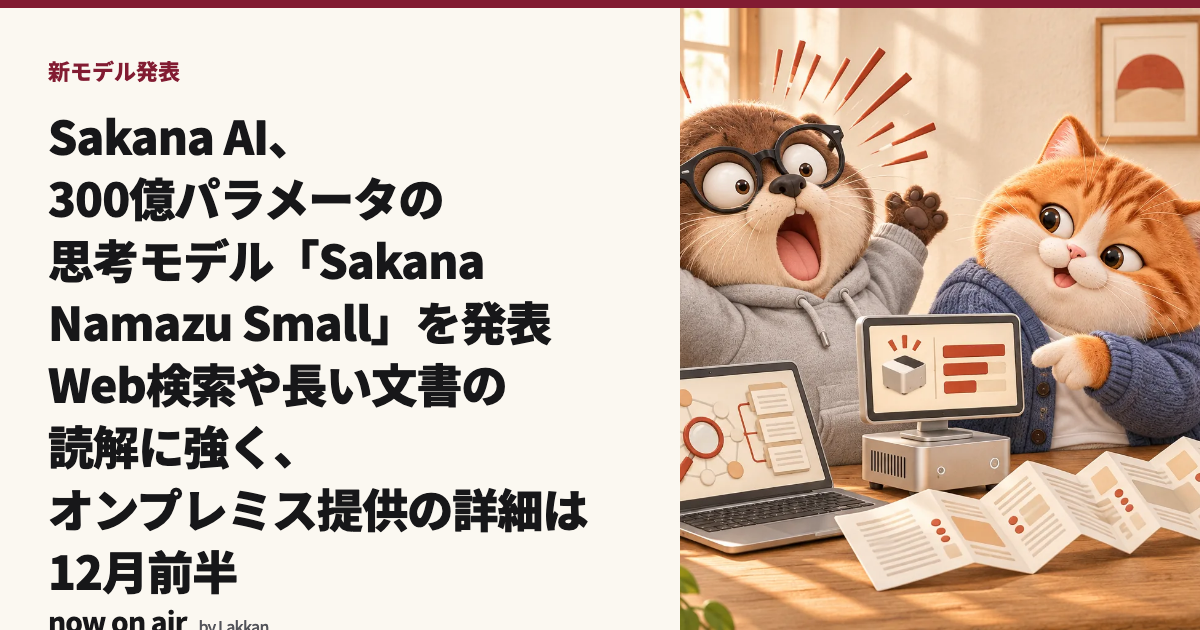 新モデル発表
Sakana AI、
300億パラメータの
思考モデル「Sakana
Namazu Small」を発表
Web検索や長い文書の
読解に強く、
オンプレミス提供の詳細は
12月前半
now on air by Lakkan